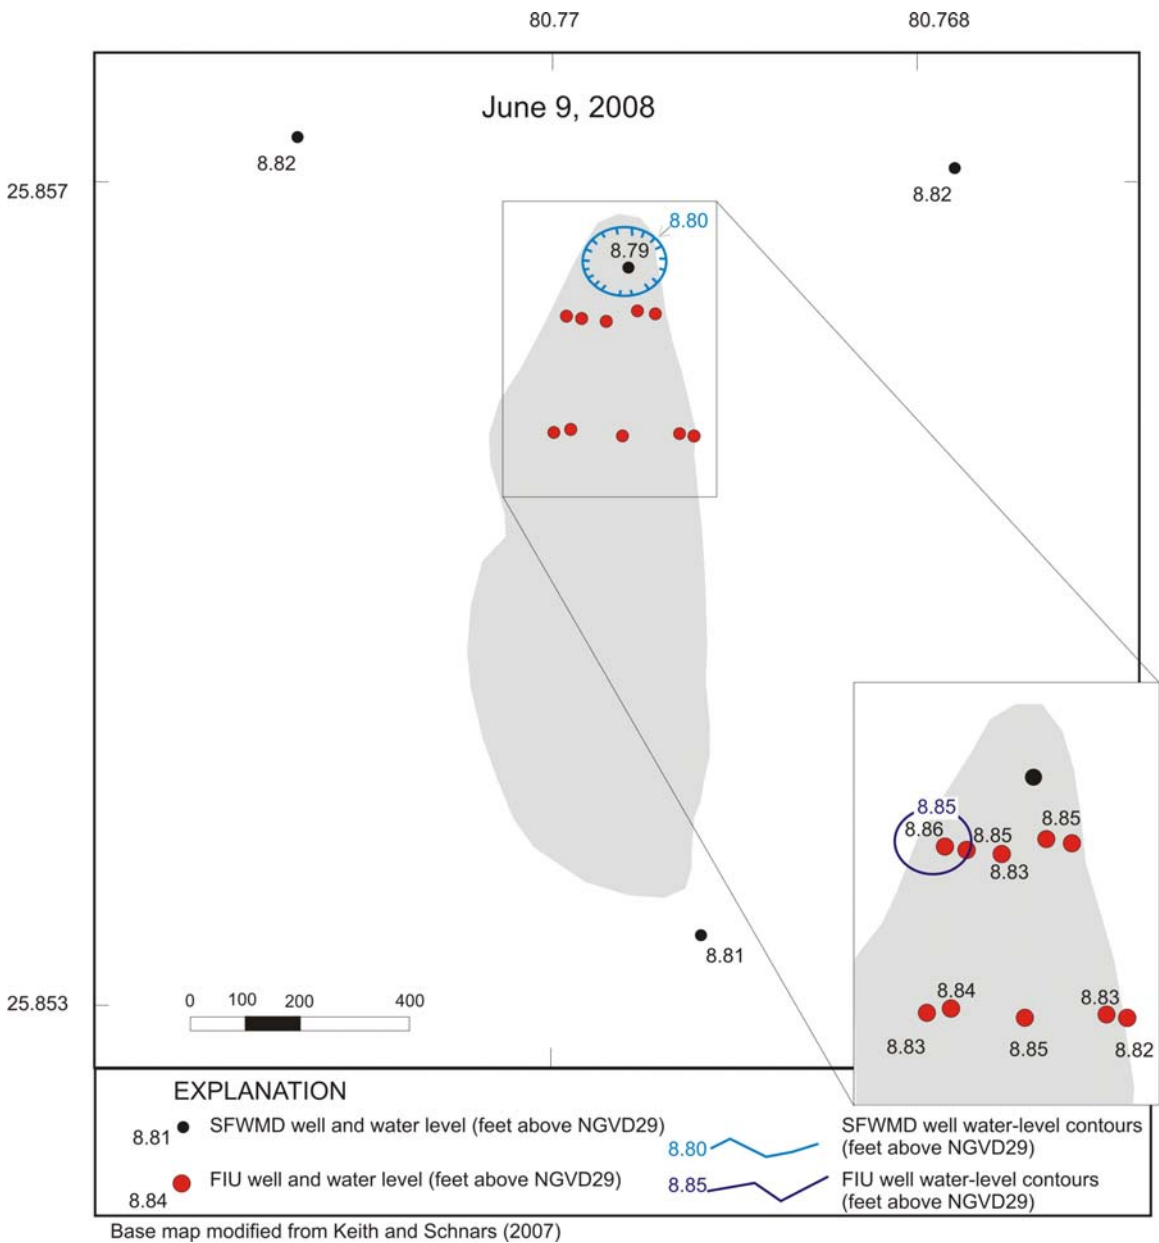 80.77
80.768
June 9, 2008
8.82
8.82
25.857
8.80
8.79
8.85
8.86
8.85
8.85
8.83
8.81
8.84
8.83
8.83
8.85
8.82
25.853
0 100 200 400
EXPLANATION
8.81 SFWMD well and water level (feet above NGVD29)
8.84 FIU well and water level (feet above NGVD29)
8.80 SFWMD well water-level contours
(feet above NGVD29)
8.85 FIU well water-level contours
(feet above NGVD29)
Base map modified from Keith and Schnars (2007)